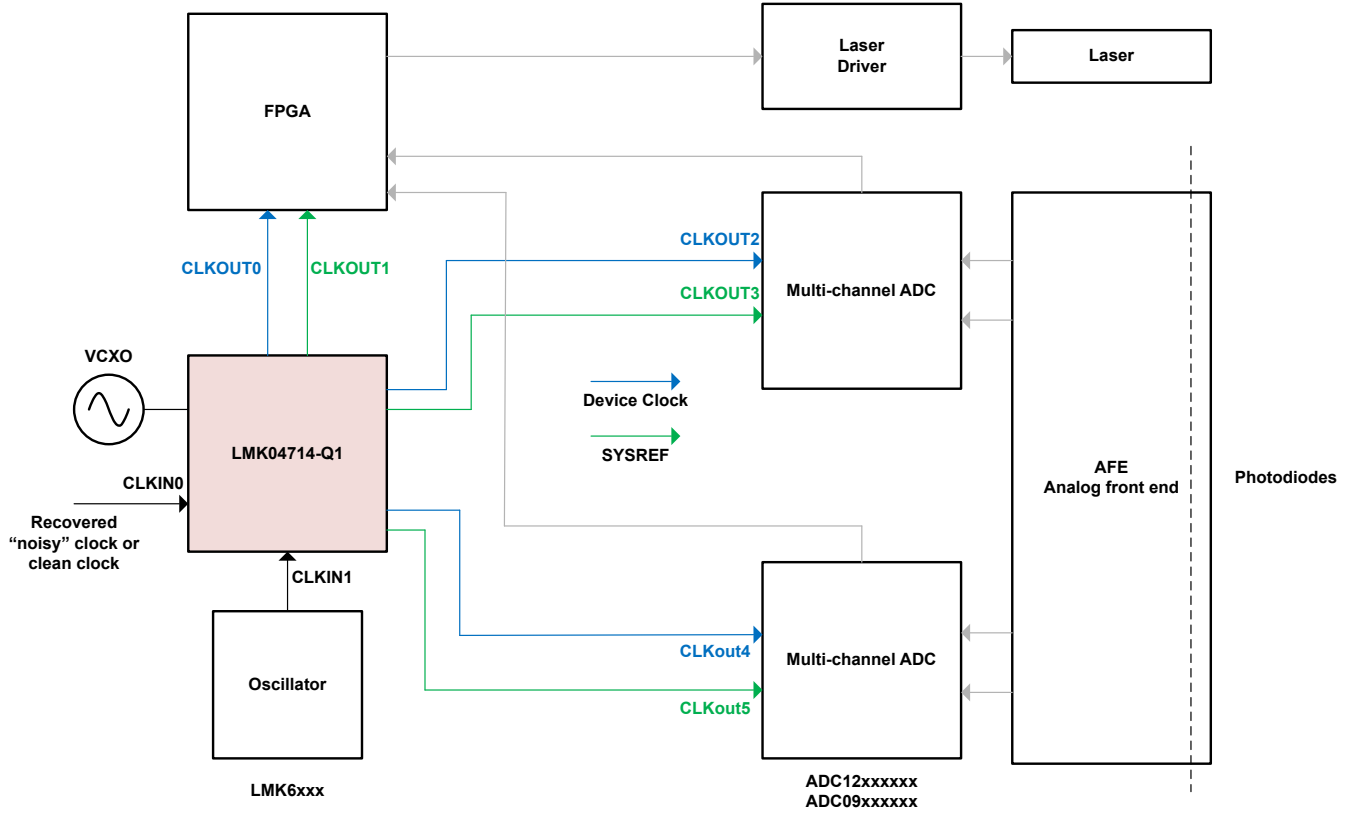 FPGA
Laser
Driver
Laser
CLKOUT0
CLKOUT1
CLKOUT2
CLKOUT3
Multi-channel ADC
VCXO
LMK04714-Q1
Device Clock
SYSREF
CLKIN0
Recovered
“noisy” clock or
clean clock
CLKIN1
AFE
Analog front end
Photodiodes
Oscillator
CLKout4
CLKout5
Multi-channel ADC
LMK6xxx
ADC12xxxxxx
ADC09xxxxxx